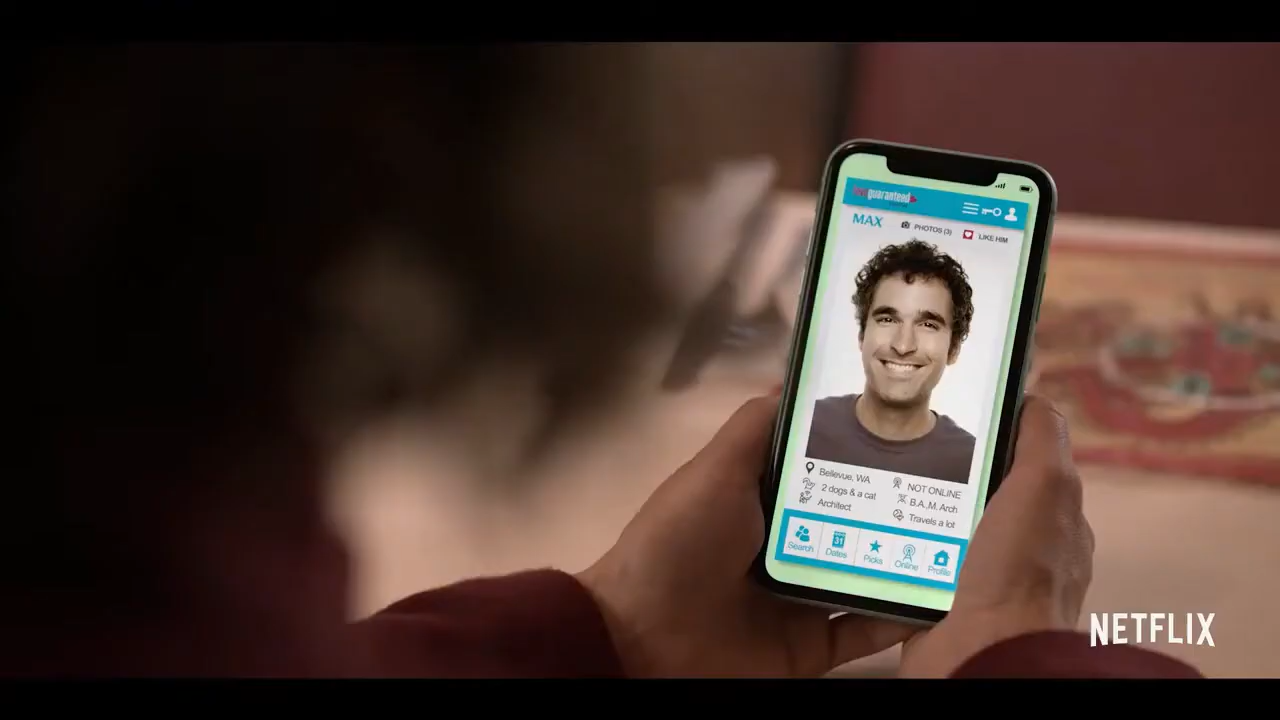 loveguaranteed
MAX
PHOTOS (3)
LIKE HIM
Bellevue, WA
NOT ONLINE
2 dogs & a cat
B.A.,M. Arch
Architect
Travels a lot
31
Search
Dates
Picks
Online
Profile
NETFLIX